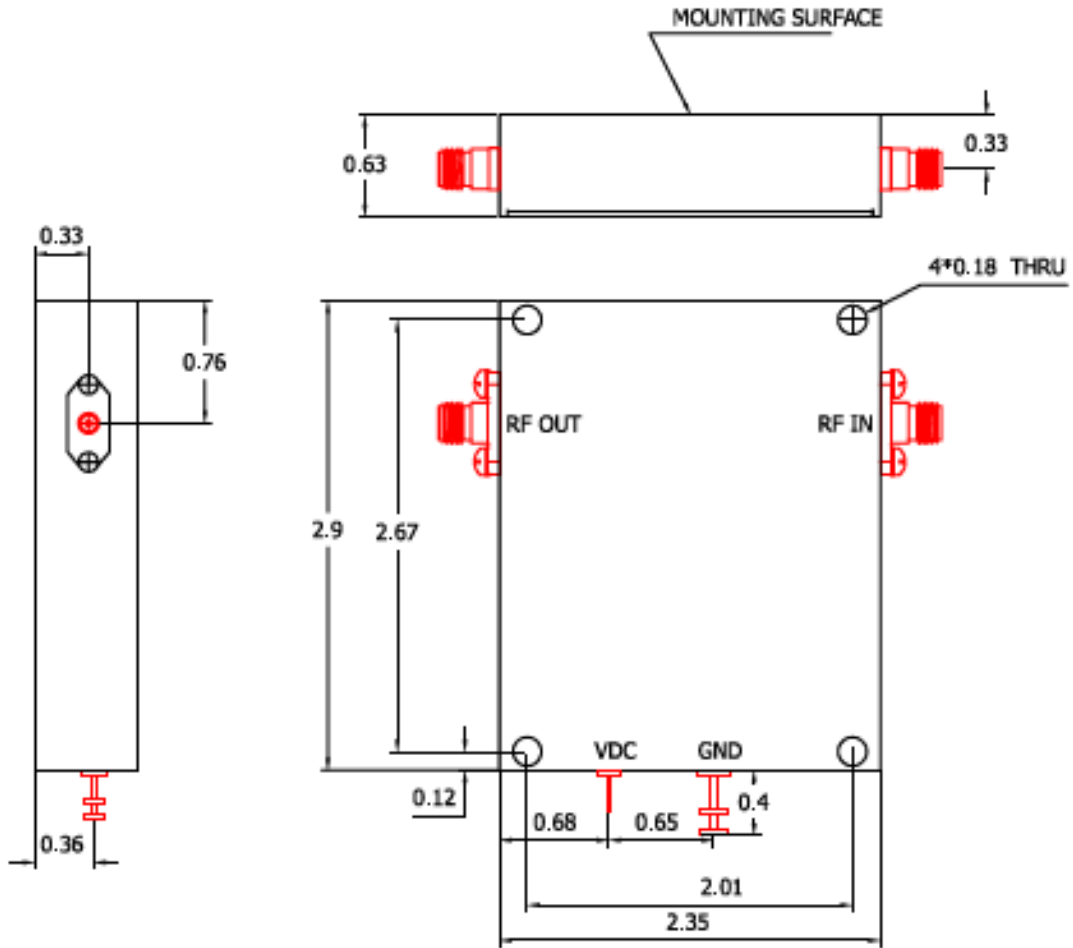 MOUNTING SURFACE
0.63
0.33
0.33
4*0.18 THRU
0.76
RF OUT
RF IN
2.9
2.67
VDC
GND
0.12
0.4
0.68
0.65
0.36
2.01
2.35